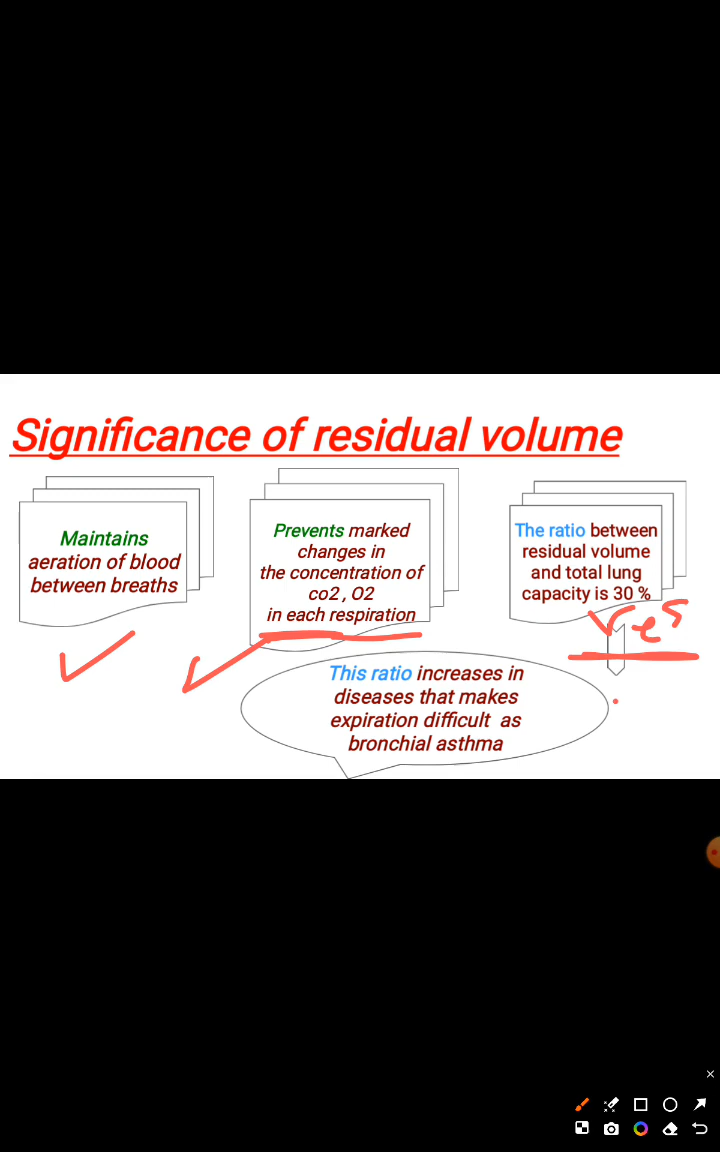 Significance of residual volume
Maintains
aeration of blood
between breaths
Prevents marked
changes in
the concentration of
co2 , O2
in each respiration
The ratio between
residual volume
and total lung
capacity is 30 %
Yes
This ratio increases in
diseases that makes
expiration difficult as
bronchial asthma